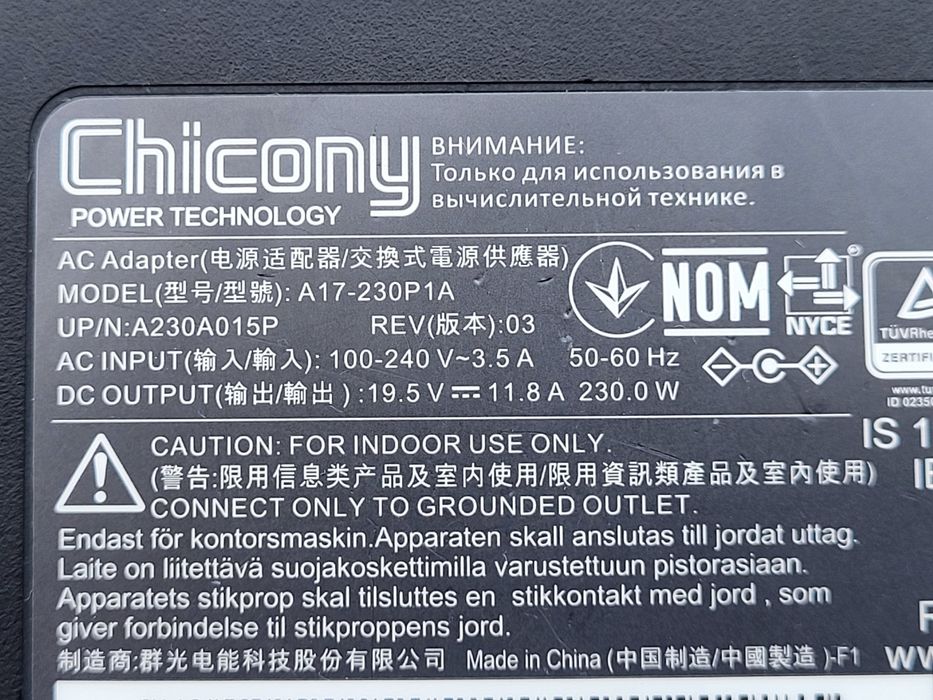 Chicony
POWER TECHNOLOGY
ВНИМАНИЕ:
Только для использования в
вычислительной технике.
AC Adapter(电源适配器/交換式電源供應器)
MODEL(型号/型號): A17-230P1A
UP/N:A230A015P REV(版本):03
AC INPUT(输入/輸入): 100-240 V~3.5 A 50-60 Hz
DC OUTPUT(输出/輸出 ) :19.5 V⎓ 11.8 A 230.0 W
NOM
NYCE
TÜVRhe
ZERTIFI
www.tu
ID 0235
IS 1
CAUTION: FOR INDOOR USE ONLY.
(警告:限用信息类产品及室内使用/限用資訊類產品及室內使用)
CONNECT ONLY TO GROUNDED OUTLET.
Endast för kontorsmaskin.Apparaten skall anslutas till jordat uttag.
Laite on liitettävä suojakoskettimilla varustettuun pistorasiaan.
Apparatets stikprop skal tilsluttes en stikkontakt med jord , som
giver forbindelse til stikproppens jord.
制造商:群光电能科技股份有限公司 Made in China (中国制造/中國製造 )-F1